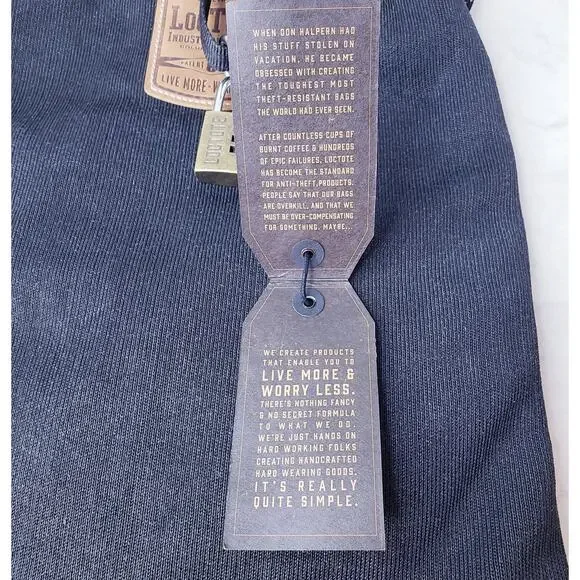 LOCTOTE
INDUST
PATENT
LIVE MORE • W
LOCTOTE
WHEN DON HALPERN HAD
HIS STUFF STOLEN ON
VACATION, HE BECAME
OBSESSED WITH CREATING
THE TOUGHEST MOST
THEFT-RESISTANT BAGS
THE WORLD HAD EVER SEEN.
AFTER COUNTLESS CUPS OF
BURNT COFFEE & HUNDREDS
OF EPIC FAILURES, LOCTOTE
HAS BECOME THE STANDARD
FOR ANTI-THEFT PRODUCTS.
PEOPLE SAY THAT OUR BAGS
ARE OVERKILL, AND THAT WE
MUST BE OVER-COMPENSATING
FOR SOMETHING. MAYBE...
WE CREATE PRODUCTS
THAT ENABLE YOU TO
LIVE MORE &
WORRY LESS.
THERE'S NOTHING FANCY
& NO SECRET FORMULA
TO WHAT WE DO.
WE'RE JUST HANDS ON
HARD WORKING FOLKS
CREATING HANDCRAFTED
HARD WEARING GOODS.
IT'S REALLY
QUITE SIMPLE.